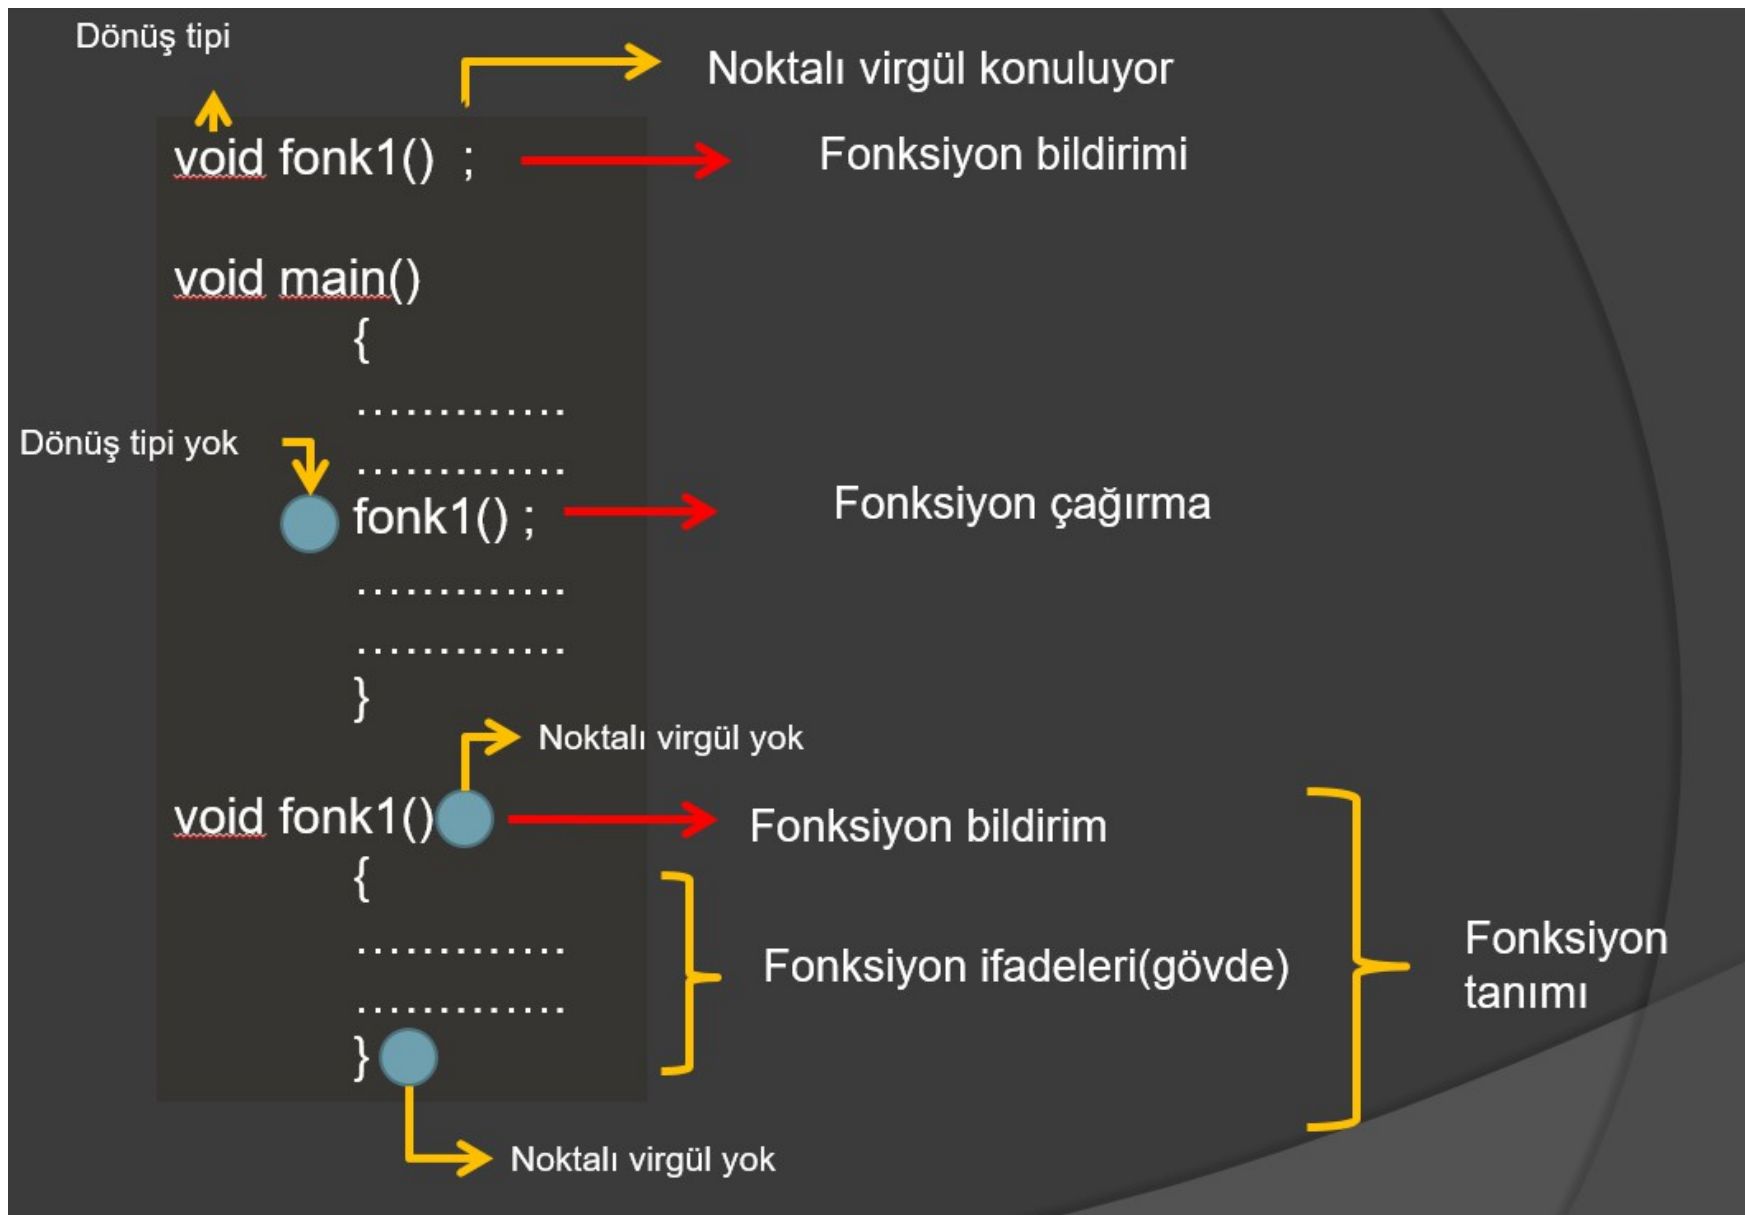 Dönüş tipi
Noktalı virgül konuluyor
void fonk1() ;
Fonksiyon bildirimi
void main()
{
.............
Dönüş tipi yok
.............
fonk1() ;
Fonksiyon çağırma
.............
.............
}
Noktalı virgül yok
void fonk1()
Fonksiyon bildirim
{
.............
Fonksiyon ifadeleri(gövde)
Fonksiyon
tanımı
.............
}
Noktalı virgül yok